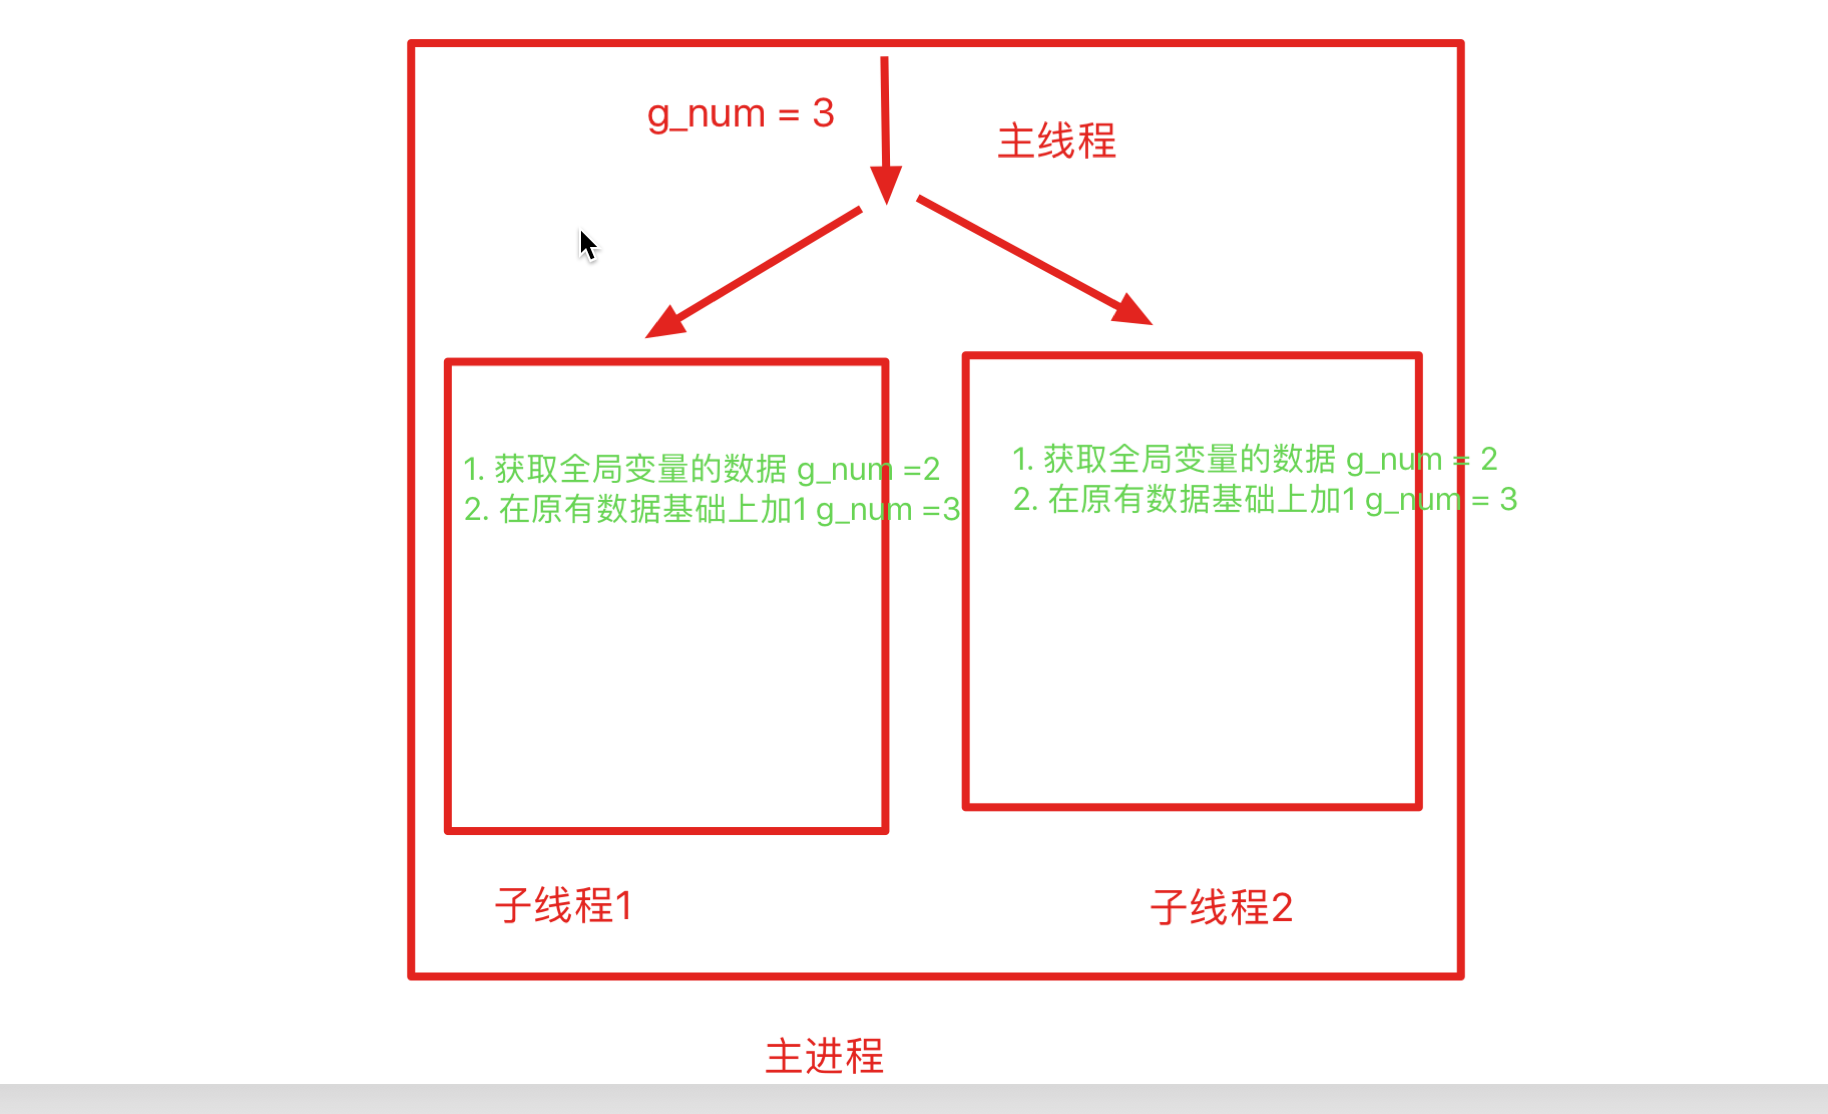 g_num = 3
主线程
1. 获取全局变量的数据 g_num =2
2. 在原有数据基础上加1 g_num =3
1. 获取全局变量的数据 g_num = 2
2. 在原有数据基础上加1 g_num = 3
子线程1
子线程2
主进程